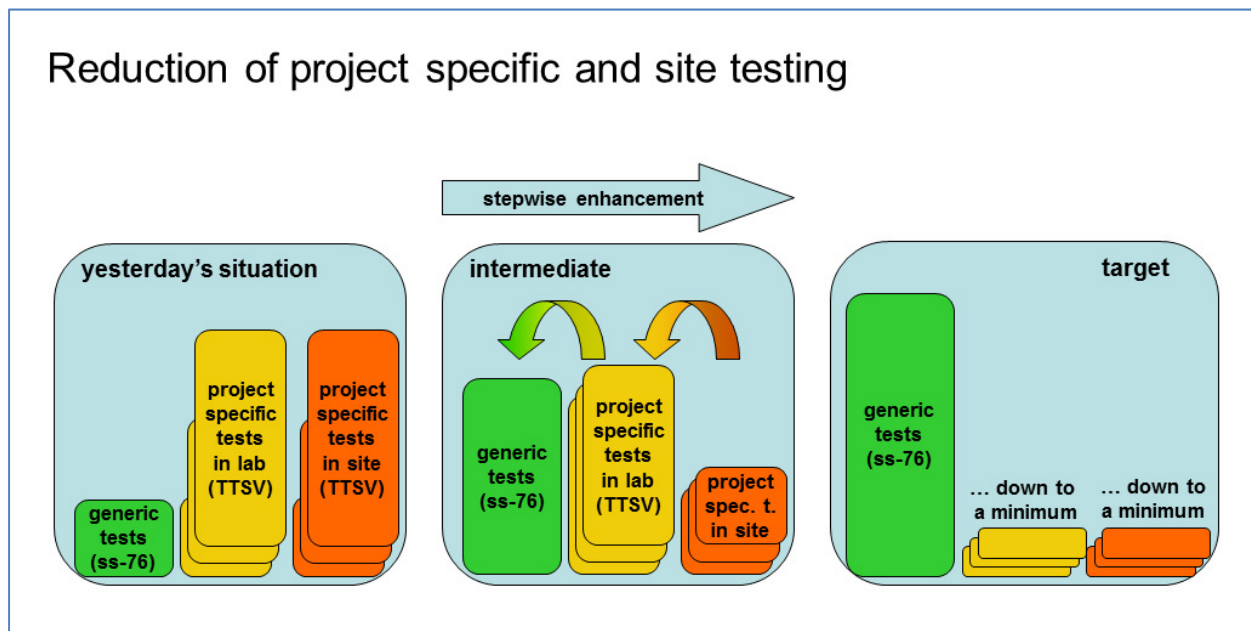 Reduction of project specific and site testing
stepwise enhancement
yesterday's situation
generic
tests
(ss-76)
project
specific
tests
in lab
(TTSV)
project
specific
tests
in site
(TTSV)
intermediate
generic
tests
(ss-76)
project
specific
tests
in lab
(TTSV)
project
spec. t.
in site
target
generic
tests
(ss-76)
… down to
a minimum
… down to
a minimum